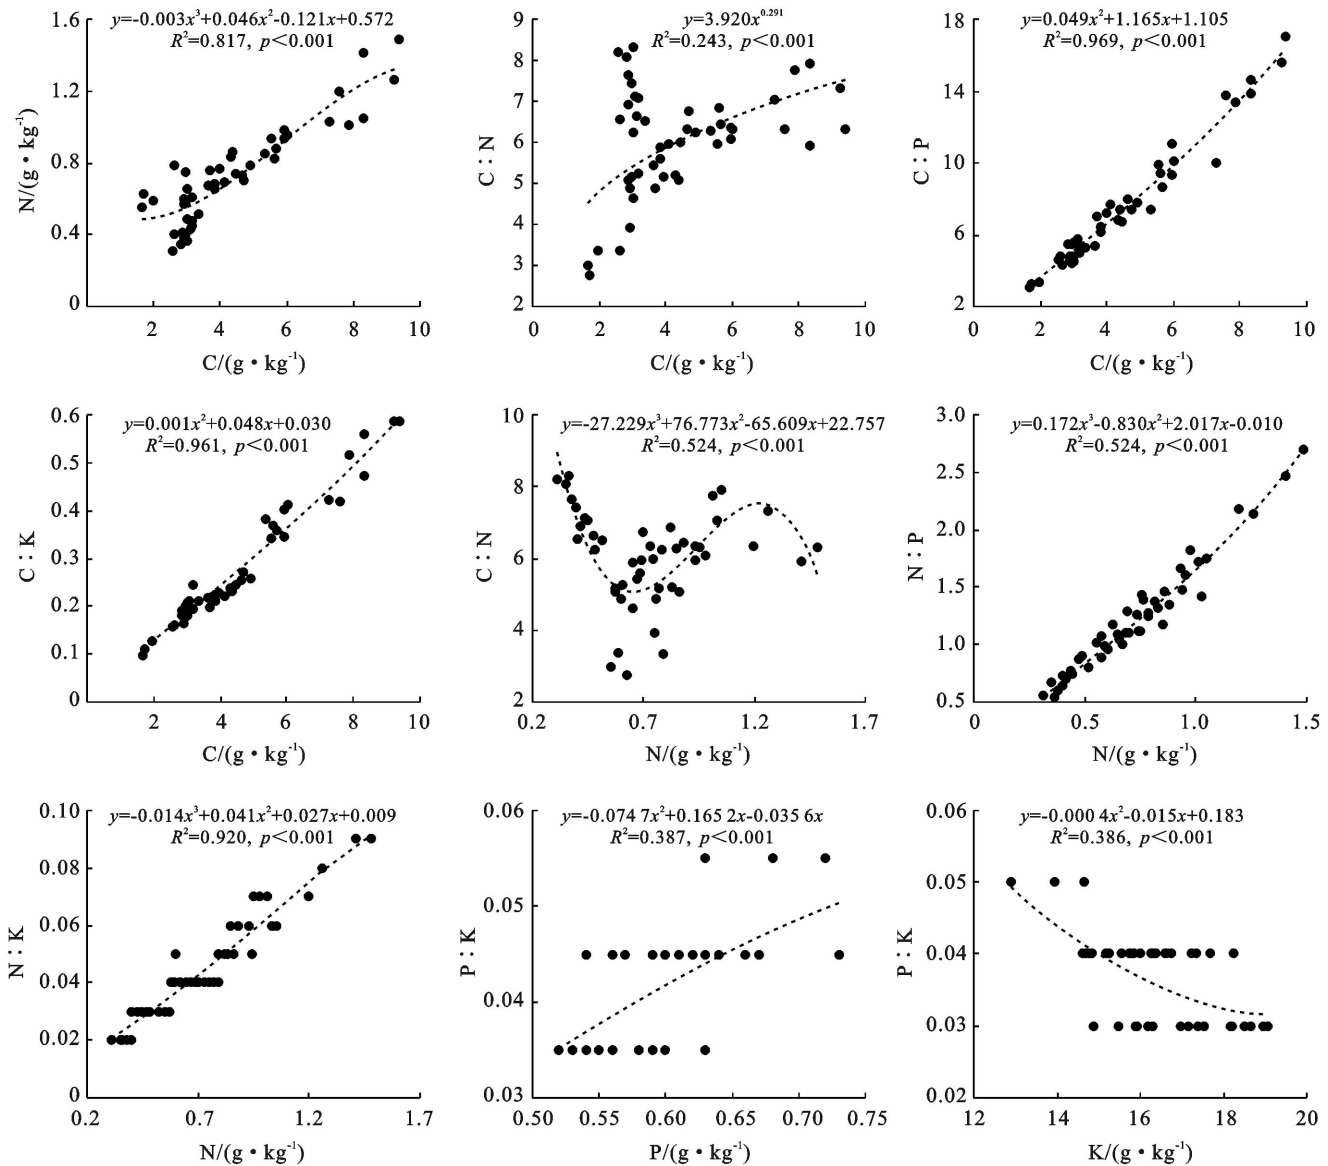 y=-0.003x³+0.046x²-0.121x+0.572
R²=0.817, p<0.001
1.6
1.2
0.8
0.4
0
N/(g·kg⁻¹)
2 4 6 8 10
C/(g·kg⁻¹)
y=3.920x^0.291
R²=0.243, p<0.001
9
8
7
6
5
4
3
2
C∶N
0 2 4 6 8 10
C/(g·kg⁻¹)
y=0.049x²+1.165x+1.105
R²=0.969, p<0.001
18
14
10
6
2
C∶P
0 2 4 6 8 10
C/(g·kg⁻¹)
y=0.001x²+0.048x+0.030
R²=0.961, p<0.001
0.6
0.5
0.4
0.3
0.2
0.1
0
C∶K
2 4 6 8 10
C/(g·kg⁻¹)
y=-27.229x³+76.773x²-65.609x+22.757
R²=0.524, p<0.001
10
8
6
4
2
C∶N
0.2 0.7 1.2 1.7
N/(g·kg⁻¹)
y=0.172x³-0.830x²+2.017x-0.010
R²=0.524, p<0.001
3.0
2.5
2.0
1.5
1.0
0.5
N∶P
0 0.5 1.0 1.5
N/(g·kg⁻¹)
y=-0.014x³+0.041x²+0.027x+0.009
R²=0.920, p<0.001
0.10
0.08
0.06
0.04
0.02
0
N∶K
0.2 0.7 1.2 1.7
N/(g·kg⁻¹)
y=-0.074 7x²+0.165 2x-0.035 6x
R²=0.387, p<0.001
0.06
0.05
0.04
0.03
P∶K
0.50 0.55 0.60 0.65 0.70 0.75
P/(g·kg⁻¹)
y=-0.000 4x²-0.015x+0.183
R²=0.386, p<0.001
0.06
0.05
0.04
0.03
0.02
P∶K
12 14 16 18 20
K/(g·kg⁻¹)